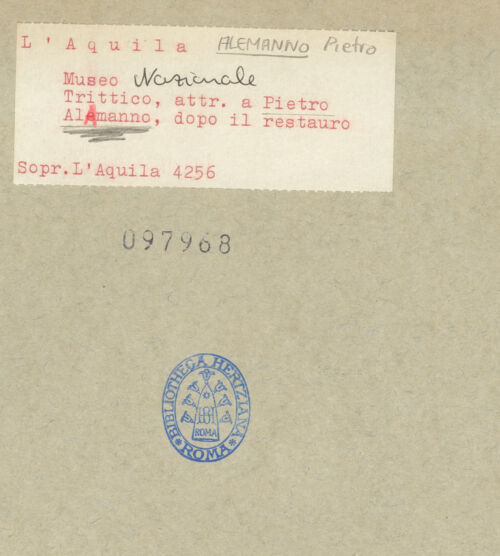 L'Aquila ALEMANNO Pietro
Museo Nazionale
Trittico, attr. a Pietro
AlAmanno, dopo il restauro
Sopr.L'Aquila 4256
097968
BIBLIOTHECA HERTZIANA
ROMA
ROMA